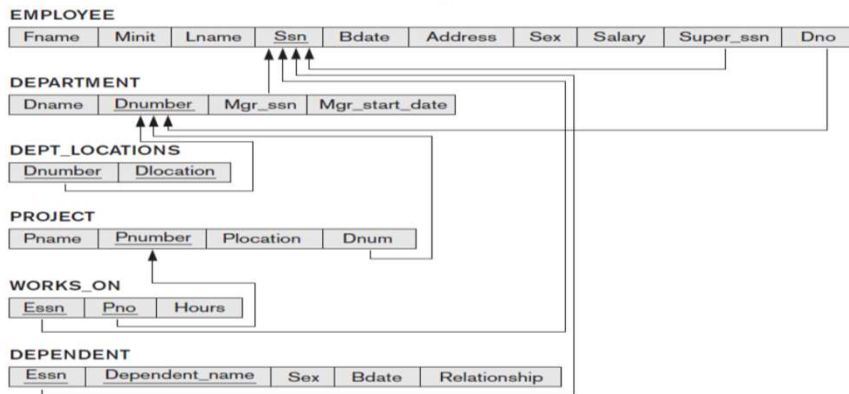 EMPLOYEE
Fname Minit Lname Ssn Bdate Address Sex Salary Super_ssn Dno
DEPARTMENT
Dname Dnumber Mgr_ssn Mgr_start_date
DEPT_LOCATIONS
Dnumber Dlocation
PROJECT
Pname Pnumber Plocation Dnum
WORKS_ON
Essn Pno Hours
DEPENDENT
Essn Dependent_name Sex Bdate Relationship